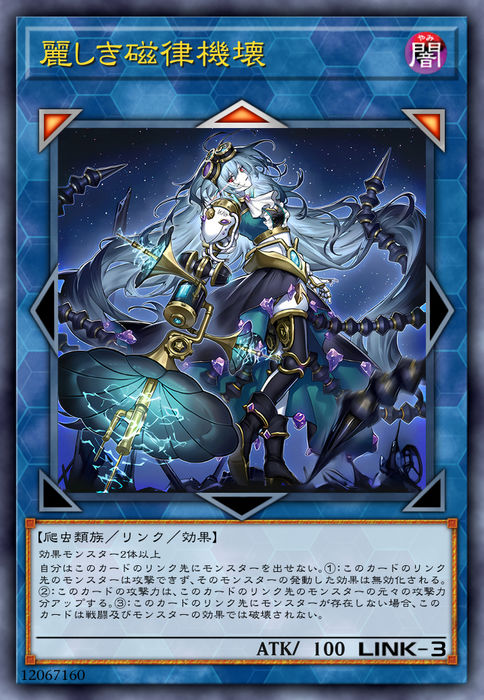 麗しき磁律機壊
やみ
闇
【爬虫類族／リンク／効果】
効果モンスター2体以上
自分はこのカードのリンク先にモンスターを出せない。①：このカードのリンク
先のモンスターは攻撃できず、そのモンスターの発動した効果は無効化される。
②：このカードの攻撃力は、このカードのリンク先のモンスターの元々の攻撃力
分アップする。③：このカードのリンク先にモンスターが存在しない場合、このカ
ードは戦闘及びモンスターの効果では破壊されない。
ATK/ 100 LINK-3
12067160